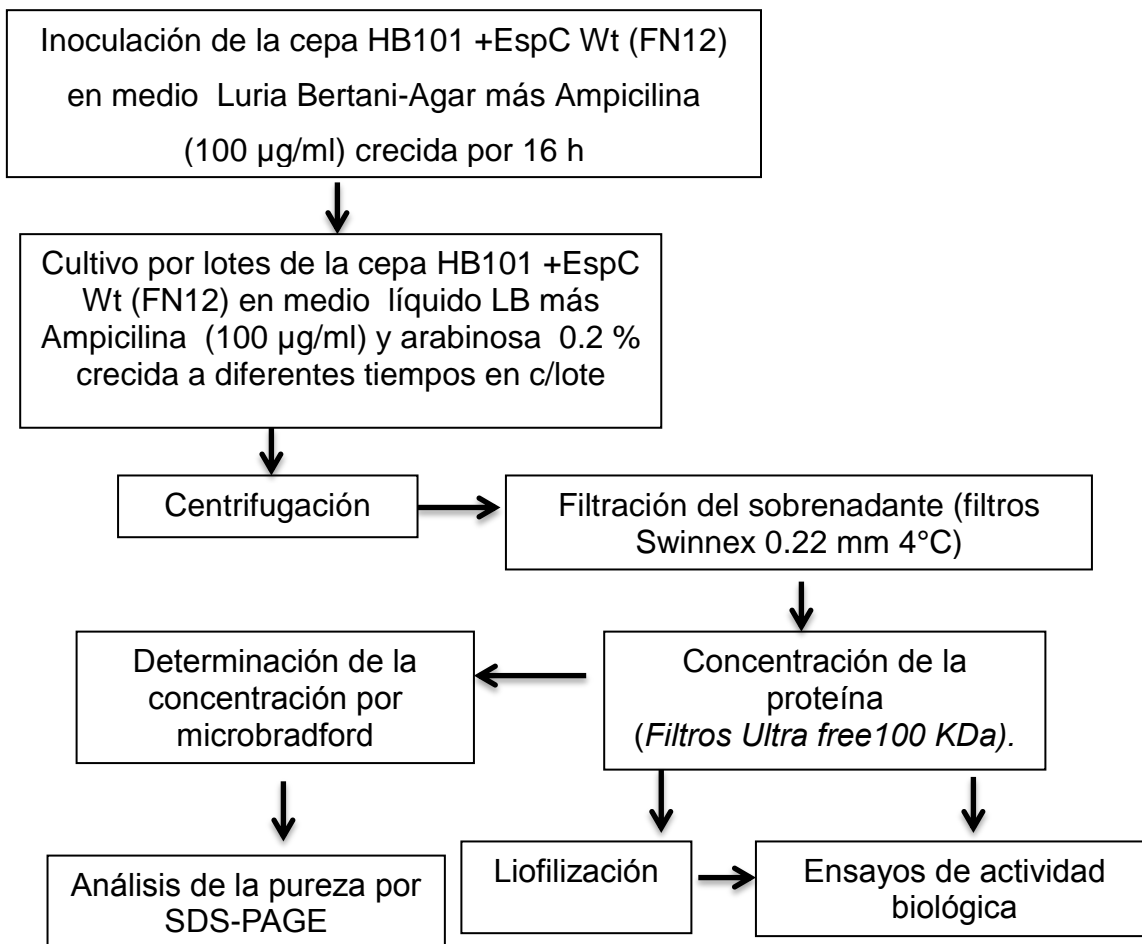 Inoculación de la cepa HB101 +EspC Wt (FN12)
en medio Luria Bertani-Agar más Ampicilina
(100 µg/ml) crecida por 16 h
Cultivo por lotes de la cepa HB101 +EspC
Wt (FN12) en medio líquido LB más
Ampicilina (100 µg/ml) y arabinosa 0.2 %
crecida a diferentes tiempos en c/lote
Centrifugación
Filtración del sobrenadante (filtros
Swinnex 0.22 mm 4°C)
Concentración de la
proteína
(Filtros Ultra free100 KDa).
Determinación de la
concentración por
microbradford
Análisis de la pureza por
SDS-PAGE
Liofilización
Ensayos de actividad
biológica